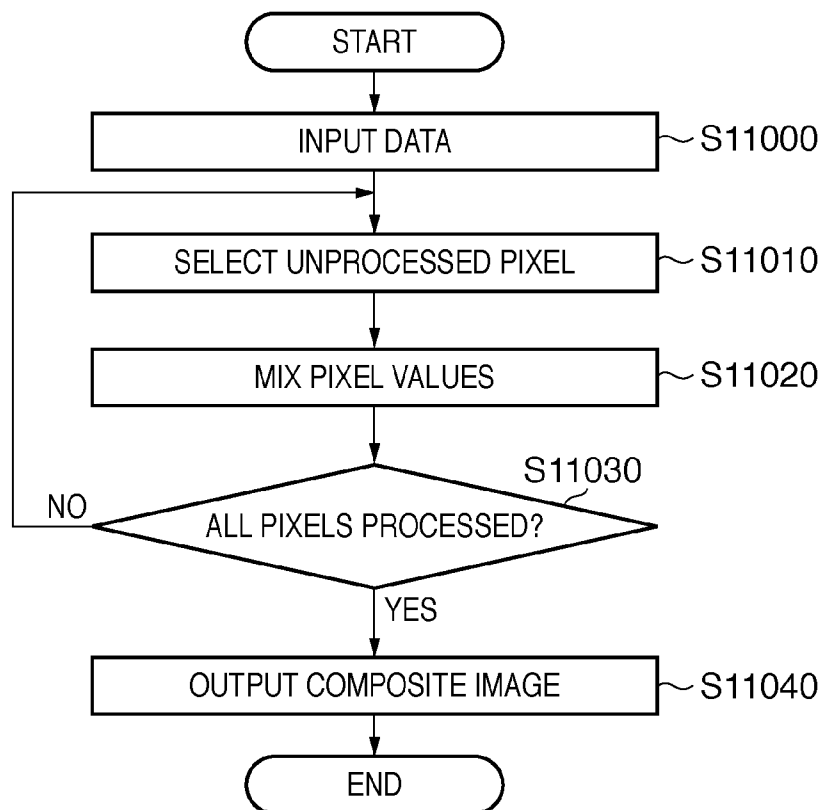 START
INPUT DATA
S11000
SELECT UNPROCESSED PIXEL
S11010
MIX PIXEL VALUES
S11020
S11030
ALL PIXELS PROCESSED?
NO
YES
OUTPUT COMPOSITE IMAGE
S11040
END